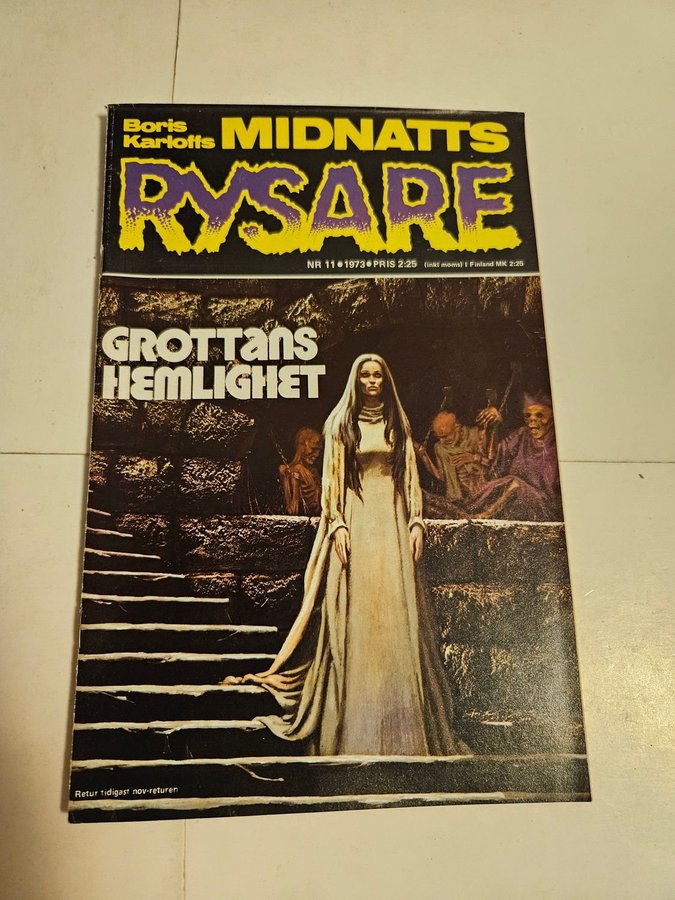 Boris
Karloffs MIDNATTS
RYSARE
NR 11●1973●PRIS 2:25 (inkl moms) I Finland MK 2:25
GROTTANS
HEMLIGHET
Retur tidigast nov-returen